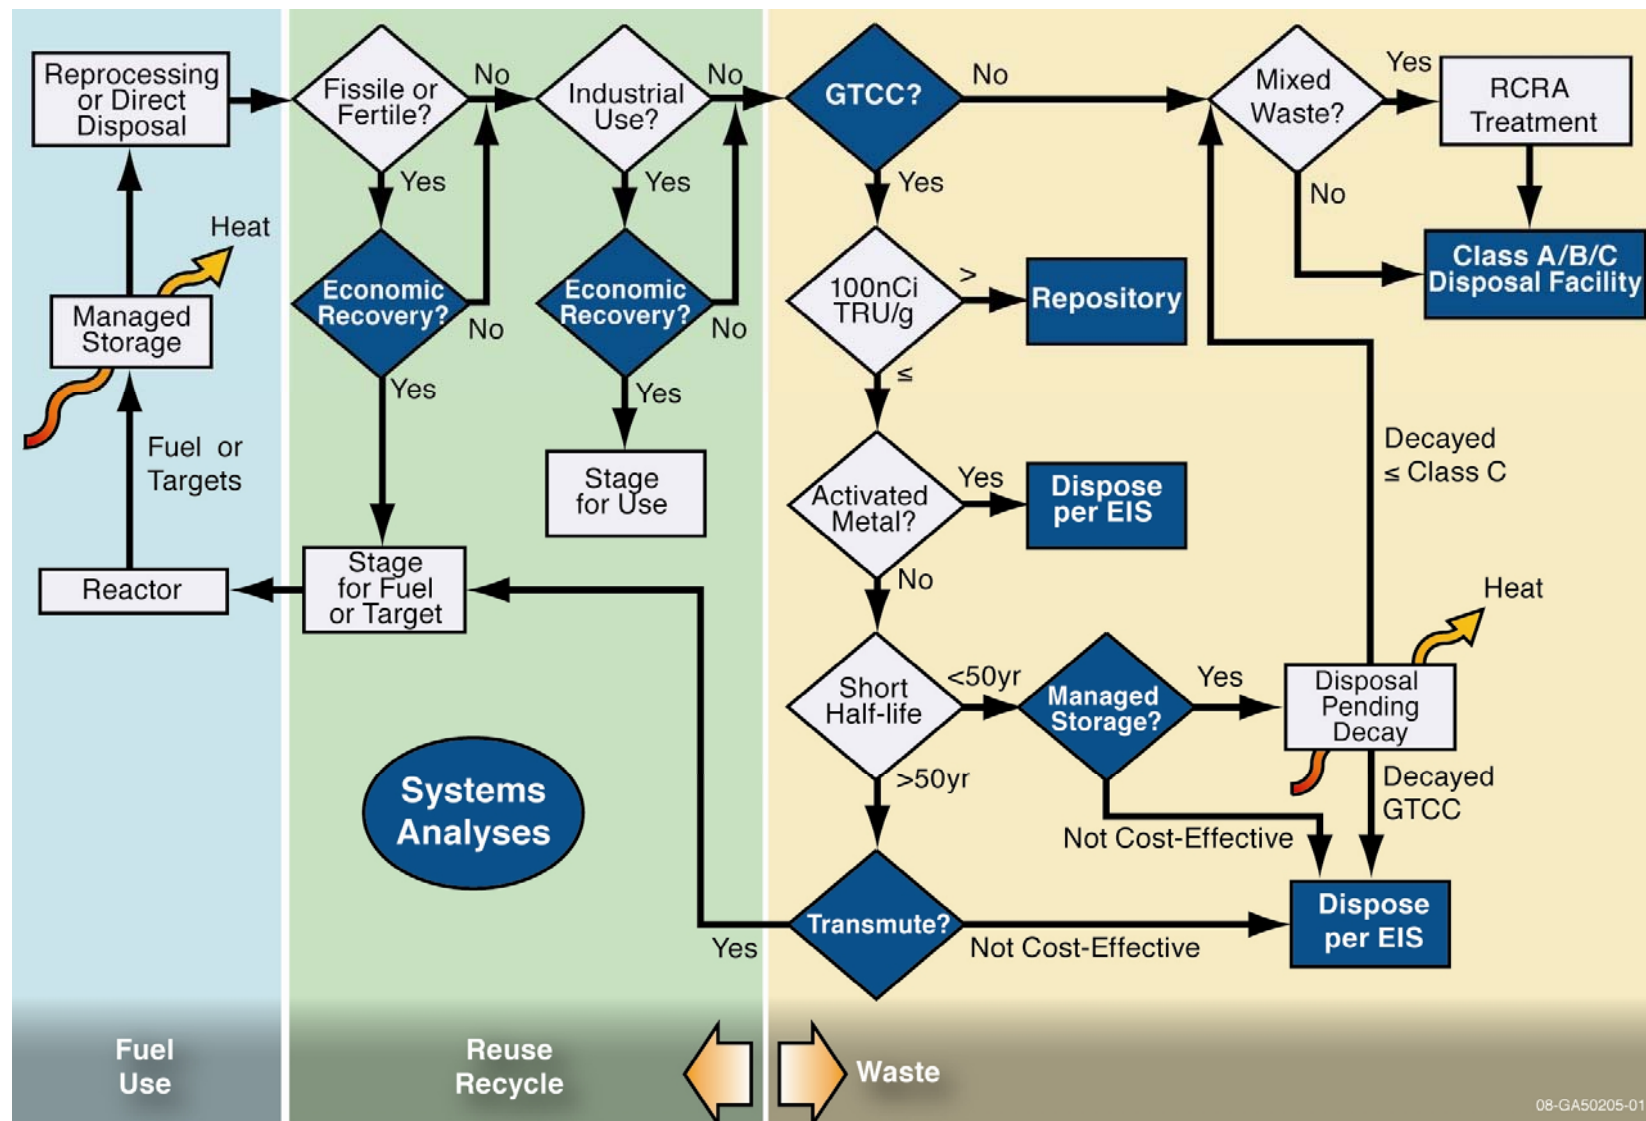 Reprocessing
or Direct
Disposal
Heat
Managed
Storage
Fuel or
Targets
Reactor
Fissile or
Fertile?
No
Yes
Economic
Recovery?
No
Yes
Stage
for Fuel
or Target
Industrial
Use?
No
Yes
Economic
Recovery?
No
Yes
Stage
for Use
Systems
Analyses
GTCC?
No
Yes
100nCi
TRU/g
>
Repository
≤
Activated
Metal?
Yes
Dispose
per EIS
No
Short
Half-life
<50yr
Managed
Storage?
Yes
Disposal
Pending
Decay
Heat
>50yr
Not Cost-Effective
Decayed
GTCC
Transmute?
Yes
Not Cost-Effective
Dispose
per EIS
Decayed
≤ Class C
Mixed
Waste?
Yes
RCRA
Treatment
No
Class A/B/C
Disposal Facility
Fuel
Use
Reuse
Recycle
Waste
08-GA50205-01